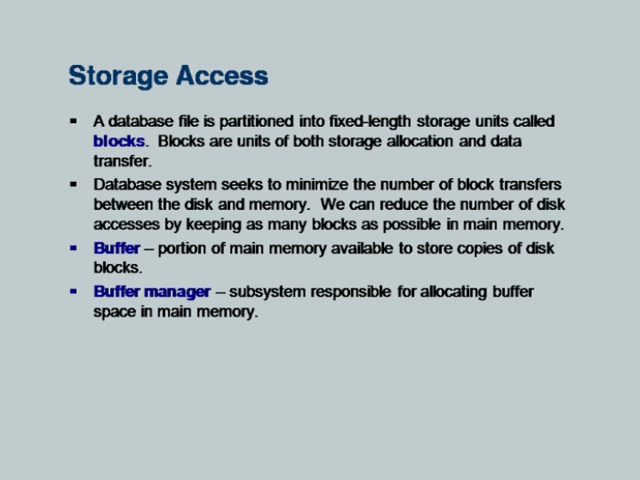 Storage Access
▪ A database file is partitioned into fixed-length storage units called
blocks. Blocks are units of both storage allocation and data
transfer.
▪ Database system seeks to minimize the number of block transfers
between the disk and memory. We can reduce the number of disk
accesses by keeping as many blocks as possible in main memory.
▪ Buffer – portion of main memory available to store copies of disk
blocks.
▪ Buffer manager – subsystem responsible for allocating buffer
space in main memory.